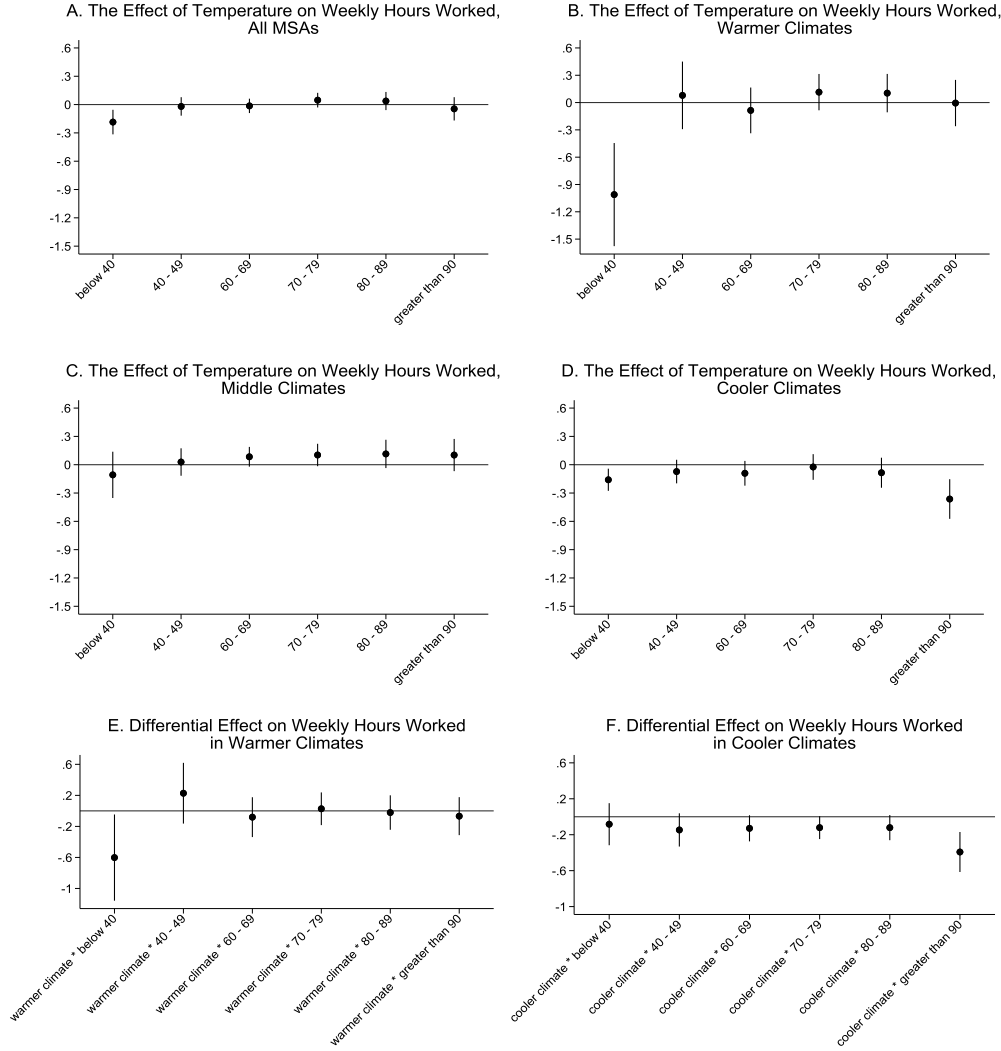 A. The Effect of Temperature on Weekly Hours Worked,
All MSAs
.6
.3
0
-.3
-.6
-.9
-1.2
-1.5
below 40
40 - 49
60 - 69
70 - 79
80 - 89
greater than 90
B. The Effect of Temperature on Weekly Hours Worked,
Warmer Climates
.6
.3
0
-.3
-.6
-.9
-1.2
-1.5
below 40
40 - 49
60 - 69
70 - 79
80 - 89
greater than 90
C. The Effect of Temperature on Weekly Hours Worked,
Middle Climates
.6
.3
0
-.3
-.6
-.9
-1.2
-1.5
below 40
40 - 49
60 - 69
70 - 79
80 - 89
greater than 90
D. The Effect of Temperature on Weekly Hours Worked,
Cooler Climates
.6
.3
0
-.3
-.6
-.9
-1.2
-1.5
below 40
40 - 49
60 - 69
70 - 79
80 - 89
greater than 90
E. Differential Effect on Weekly Hours Worked
in Warmer Climates
.6
.2
-.2
-.6
-1
warmer climate * below 40
warmer climate * 40 - 49
warmer climate * 60 - 69
warmer climate * 70 - 79
warmer climate * 80 - 89
warmer climate * greater than 90
F. Differential Effect on Weekly Hours Worked
in Cooler Climates
.6
.2
-.2
-.6
-1
cooler climate * below 40
cooler climate * 40 - 49
cooler climate * 60 - 69
cooler climate * 70 - 79
cooler climate * 80 - 89
cooler climate * greater than 90